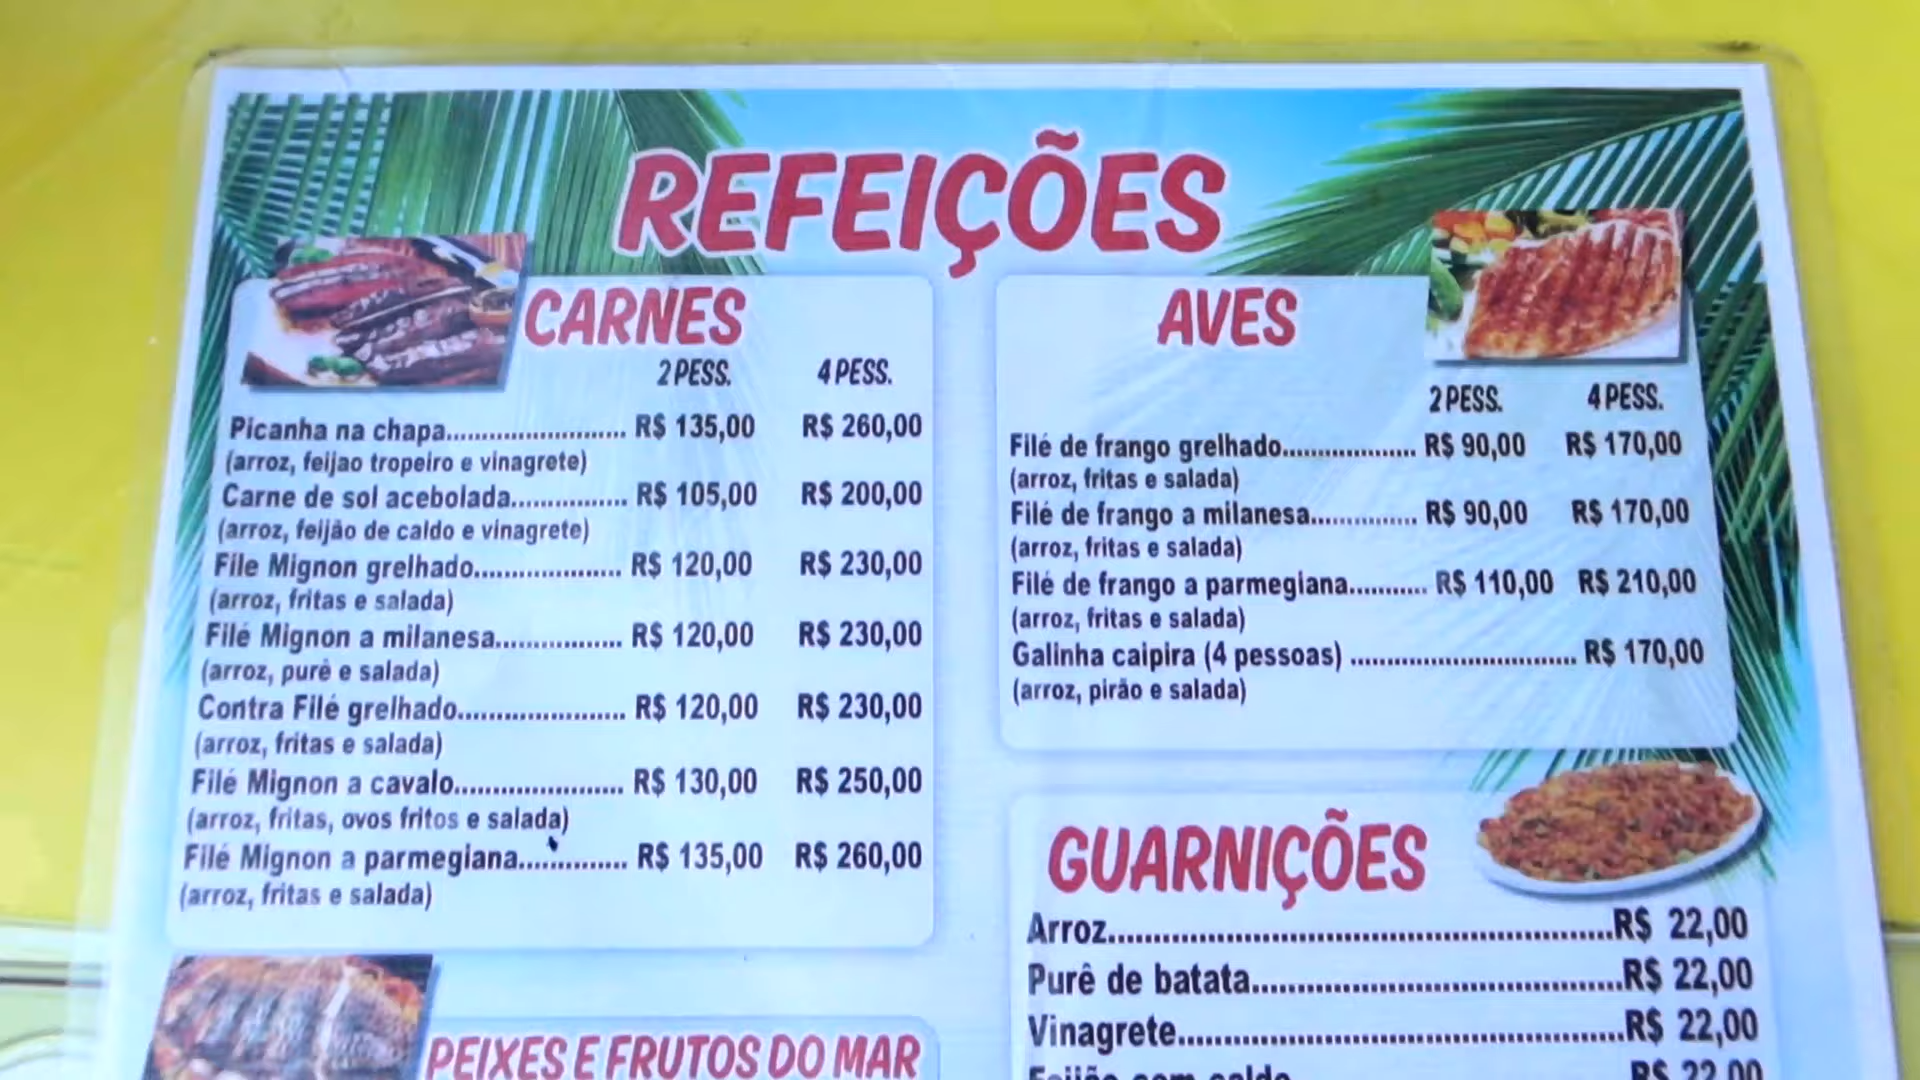 REFEIÇÕES
CARNES
2 PESS. 4 PESS.
Picanha na chapa.......................... R$ 135,00 R$ 260,00
(arroz, feijao tropeiro e vinagrete)
Carne de sol acebolada............... R$ 105,00 R$ 200,00
(arroz, feijão de caldo e vinagrete)
File Mignon grelhado..................... R$ 120,00 R$ 230,00
(arroz, fritas e salada)
Filé Mignon a milanesa................. R$ 120,00 R$ 230,00
(arroz, purê e salada)
Contra Filé grelhado...................... R$ 120,00 R$ 230,00
(arroz, fritas e salada)
Filé Mignon a cavalo...................... R$ 130,00 R$ 250,00
(arroz, fritas, ovos fritos e salada)
Filé Mignon a parmegiana.............. R$ 135,00 R$ 260,00
(arroz, fritas e salada)
PEIXES E FRUTOS DO MAR
AVES
2 PESS. 4 PESS.
Filé de frango grelhado................... R$ 90,00 R$ 170,00
(arroz, fritas e salada)
Filé de frango a milanesa............... R$ 90,00 R$ 170,00
(arroz, fritas e salada)
Filé de frango a parmegiana........... R$ 110,00 R$ 210,00
(arroz, fritas e salada)
Galinha caipira (4 pessoas) ............................... R$ 170,00
(arroz, pirão e salada)
GUARNIÇÕES
Arroz........................................................R$ 22,00
Purê de batata.........................................R$ 22,00
Vinagrete.................................................R$ 22,00
Feijão com caldo R$ 22,00